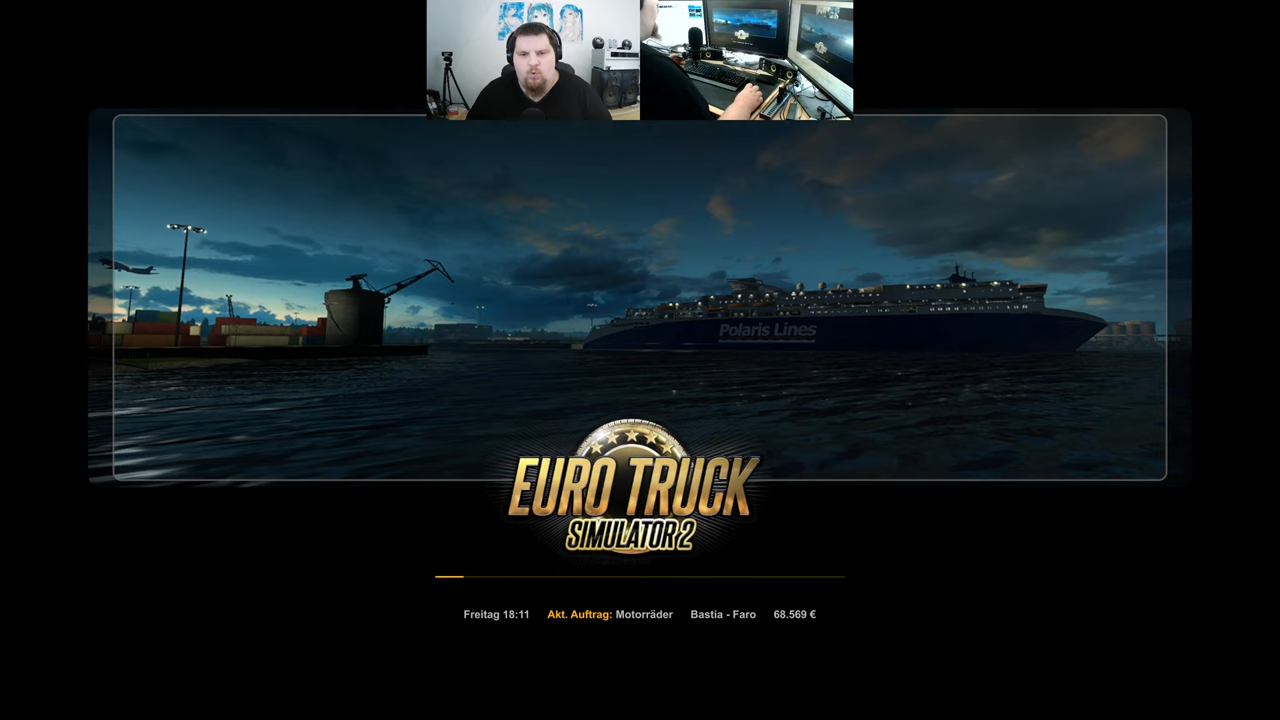 Polaris Lines
EURO TRUCK
SIMULATOR 2
Freitag 18:11 Akt. Auftrag: Motorräder Bastia - Faro 68.569 €